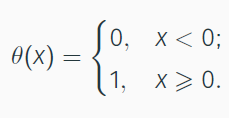 θ(x) = { 0, x < 0;
1, x ⩾ 0.